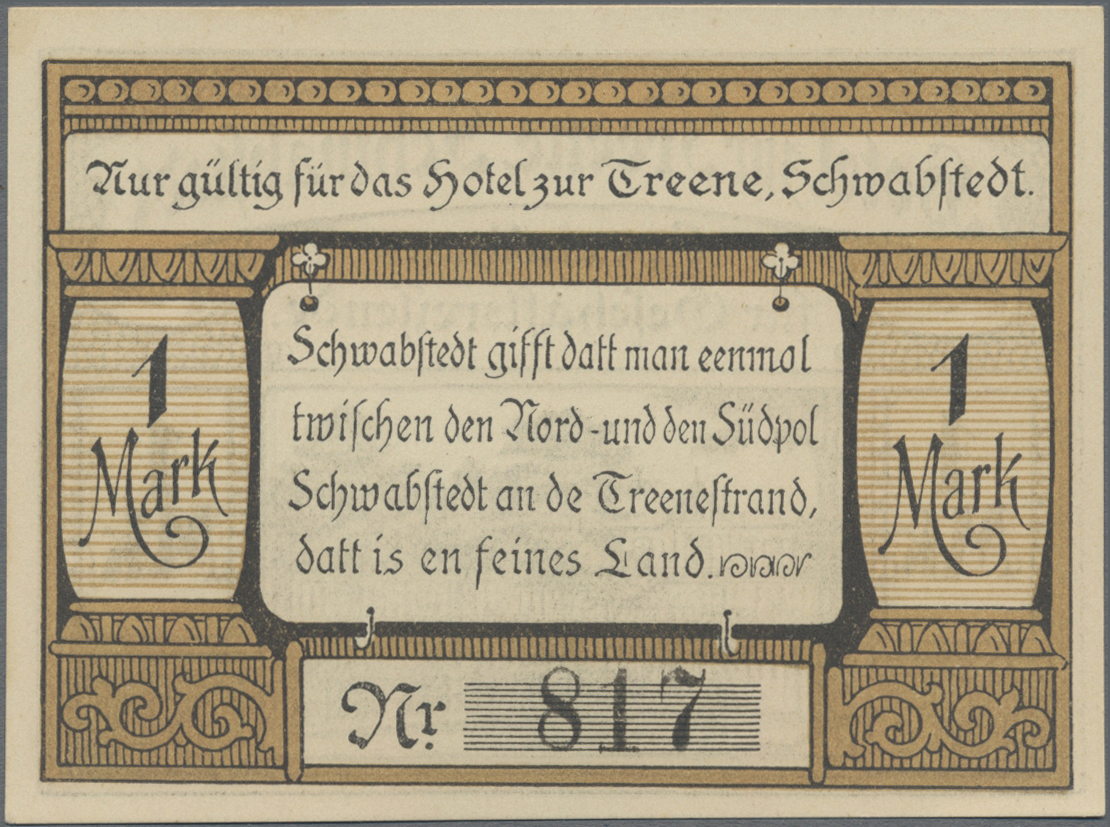 Nur gültig für das Hotel zur Treene, Schwabstedt.
1
Mark
Schwabstedt gifft datt man eenmol
twischen den Nord-und den Südpol
Schwabstedt an de Treenestrand,
datt is en feines Land.
1
Mark
Nr. 817